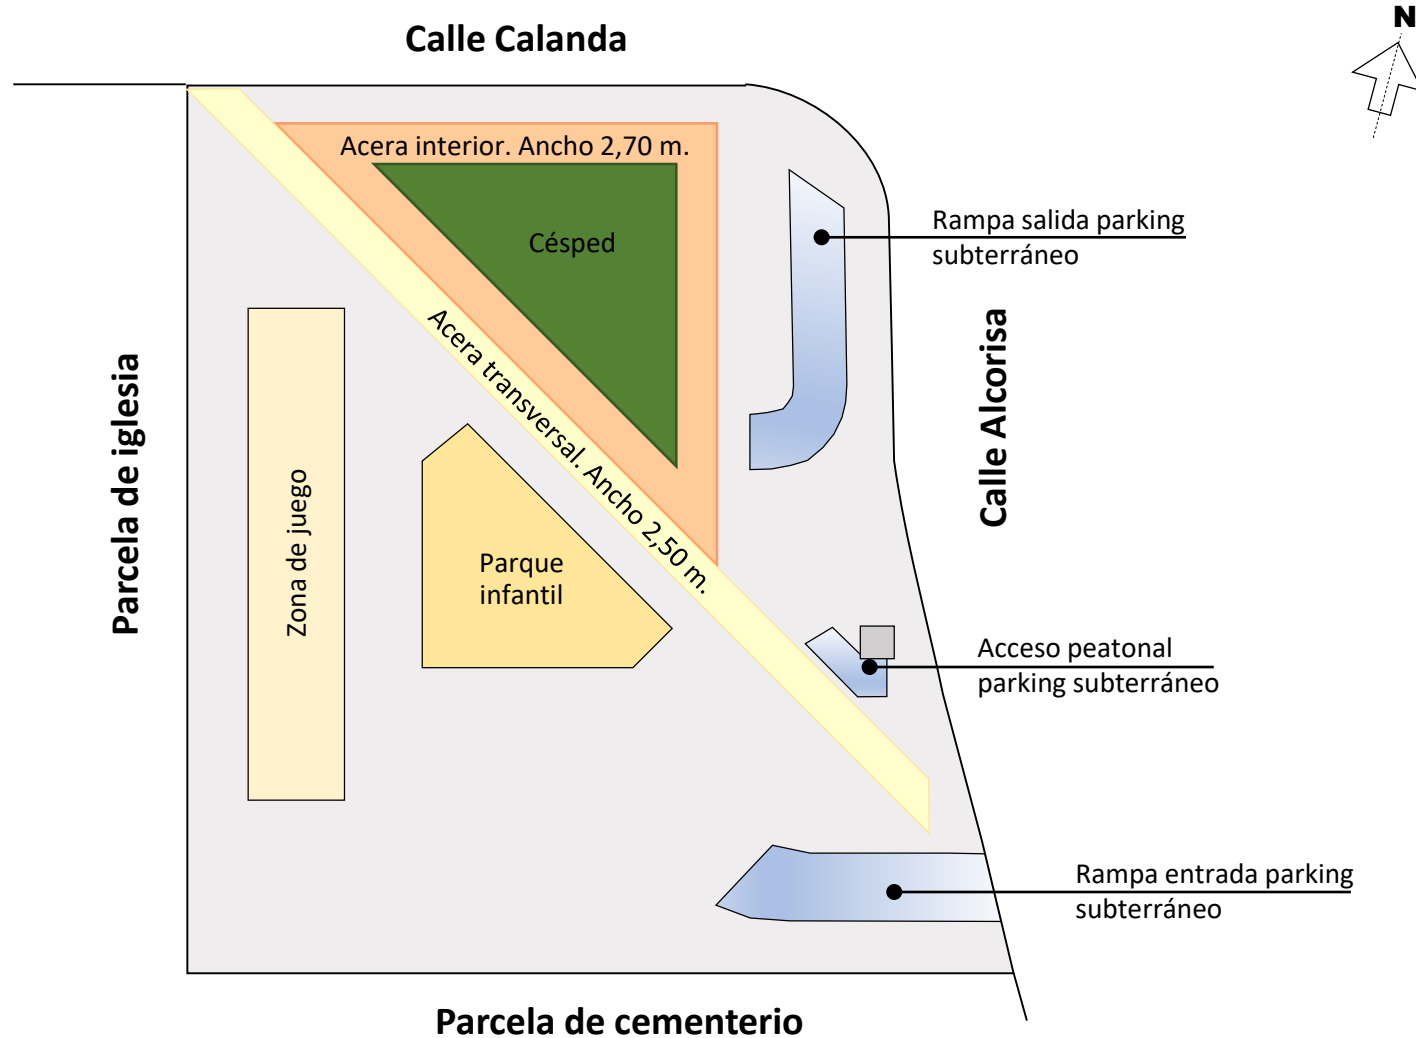 Calle Calanda
N
Acera interior. Ancho 2,70 m.
Césped
Rampa salida parking
subterráneo
Calle Alcorisa
Acera transversal. Ancho 2,50 m.
Parcela de iglesia
Zona de juego
Parque
infantil
Acceso peatonal
parking subterráneo
Rampa entrada parking
subterráneo
Parcela de cementerio